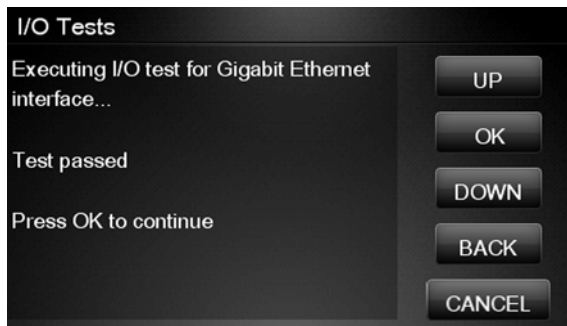 I/O Tests
Executing I/O test for Gigabit Ethernet
interface...
Test passed
Press OK to continue
UP
OK
DOWN
BACK
CANCEL